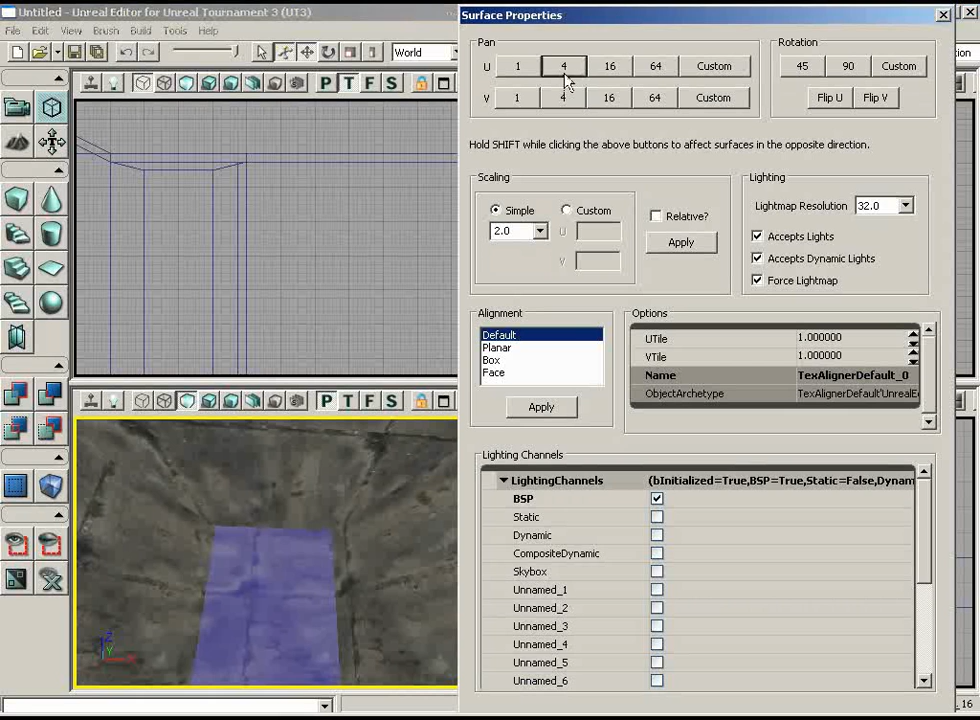 Untitled - Unreal Editor for Unreal Tournament 3 (UT3)
File Edit View Brush Build Tools Help
World
P T F S
P T F S
Surface Properties
Pan
U 1 4 16 64 Custom
V 1 4 16 64 Custom
Rotation
45 90 Custom
Flip U Flip V
Hold SHIFT while clicking the above buttons to affect surfaces in the opposite direction.
Scaling
Simple Custom
2.0 U
V
Relative?
Apply
Lighting
Lightmap Resolution 32.0
Accepts Lights
Accepts Dynamic Lights
Force Lightmap
Alignment
Default
Planar
Box
Face
Apply
Options
UTile 1.000000
VTile 1.000000
Name TexAlignerDefault_0
ObjectArchetype TexAlignerDefault'UnrealEd
Lighting Channels
LightingChannels (bInitialized=True,BSP=True,Static=False,Dynam
BSP
Static
Dynamic
CompositeDynamic
Skybox
Unnamed_1
Unnamed_2
Unnamed_3
Unnamed_4
Unnamed_5
Unnamed_6
Z
Y
16